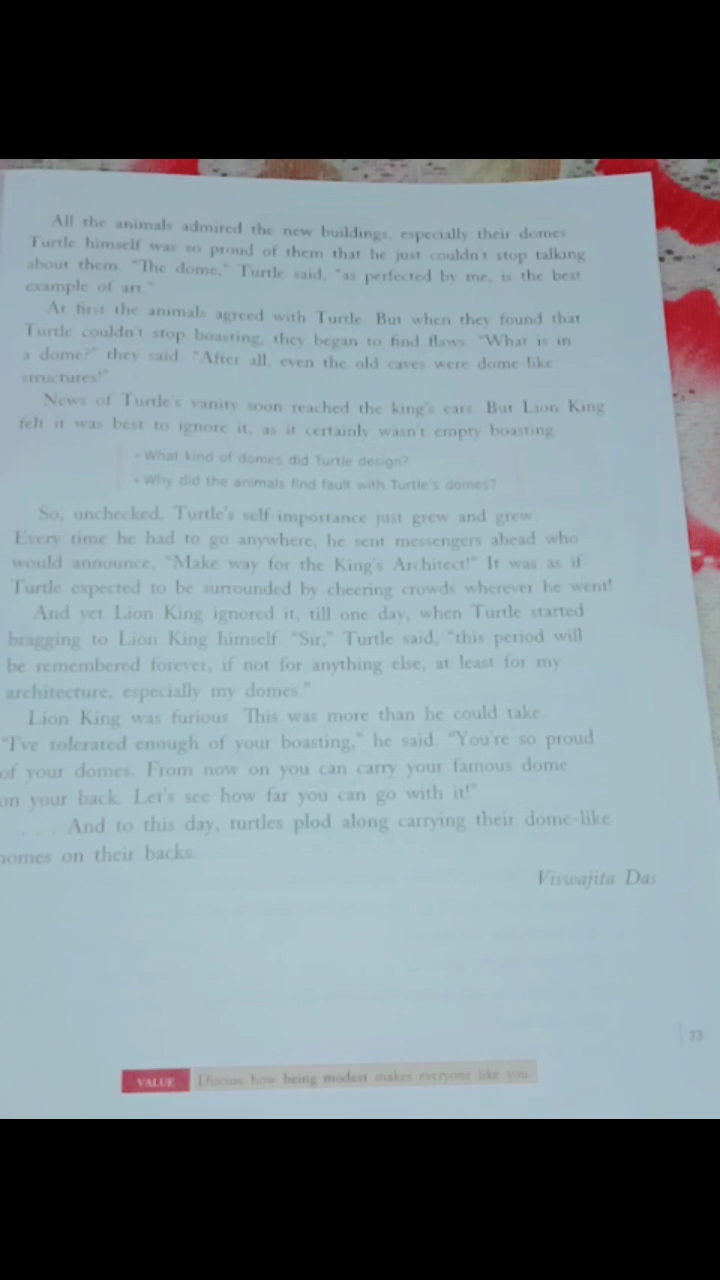 All the animals admired the new buildings, especially their domes.
Turtle himself was so proud of them that he just couldn't stop talking
about them. "The dome," Turtle said, "as perfected by me, is the best
example of art."
At first the animals agreed with Turtle. But when they found that
Turtle couldn't stop boasting, they began to find flaws. "What is in
a dome?" they said. "After all, even the old caves were dome-like
structures!"
News of Turtle's vanity soon reached the king's ears. But Lion King
felt it was best to ignore it, as it certainly wasn't empty boasting.
• What kind of domes did Turtle design?
• Why did the animals find fault with Turtle's domes?
So, unchecked, Turtle's self-importance just grew and grew.
Every time he had to go anywhere, he sent messengers ahead who
would announce, "Make way for the King's Architect!" It was as if
Turtle expected to be surrounded by cheering crowds wherever he went!
And yet Lion King ignored it, till one day, when Turtle started
bragging to Lion King himself. "Sir," Turtle said, "this period will
be remembered forever, if not for anything else, at least for my
architecture, especially my domes."
Lion King was furious. This was more than he could take.
"I've tolerated enough of your boasting," he said. "You're so proud
of your domes. From now on you can carry your famous dome
on your back. Let's see how far you can go with it!"
. . . And to this day, turtles plod along carrying their dome-like
homes on their backs.
Viswajita Das
33
VALUE Discuss how being modest makes everyone like you.